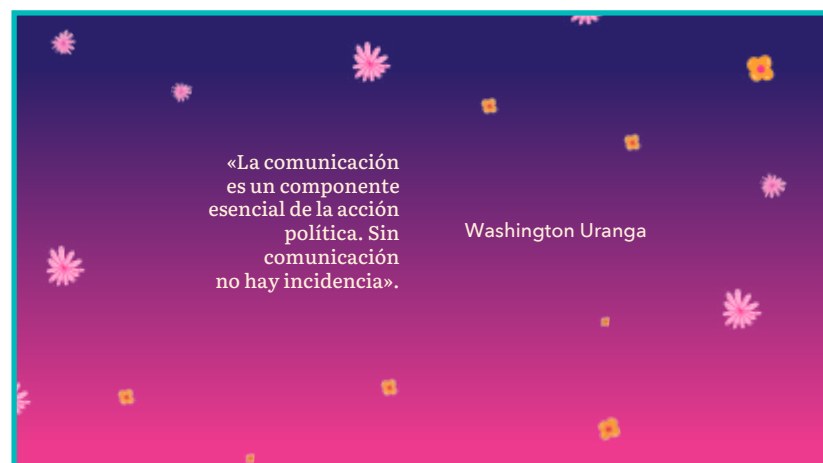 «La comunicación
es un componente
esencial de la acción
política. Sin
comunicación
no hay incidencia».
Washington Uranga